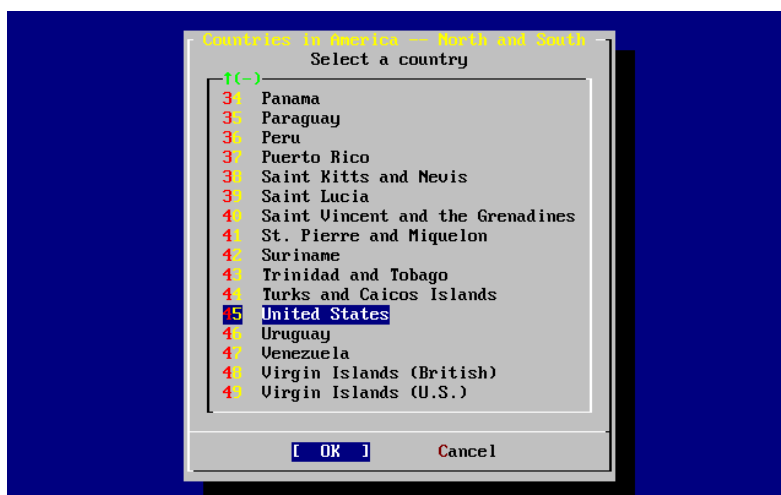 Countries in America -- North and South
Select a country
↑(-)
34 Panama
35 Paraguay
36 Peru
37 Puerto Rico
38 Saint Kitts and Nevis
39 Saint Lucia
40 Saint Vincent and the Grenadines
41 St. Pierre and Miquelon
42 Suriname
43 Trinidad and Tobago
44 Turks and Caicos Islands
45 United States
46 Uruguay
47 Venezuela
48 Virgin Islands (British)
49 Virgin Islands (U.S.)
[ OK ] Cancel